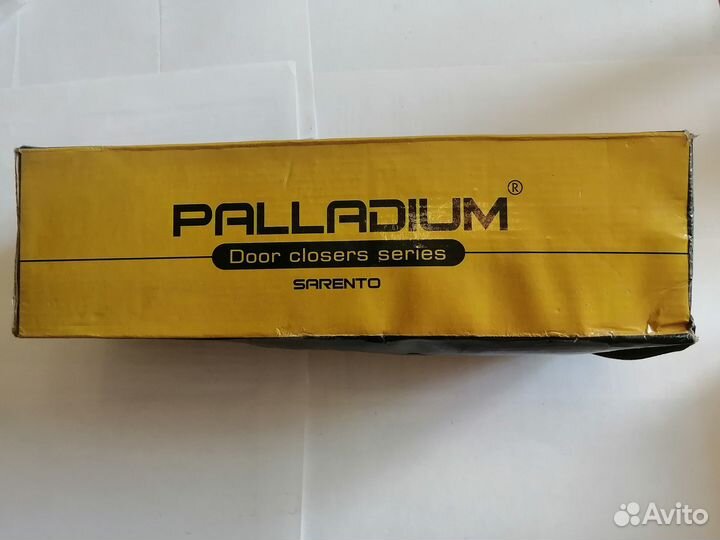 PALLADIUM®
Door closers series
SARENTO
Avito